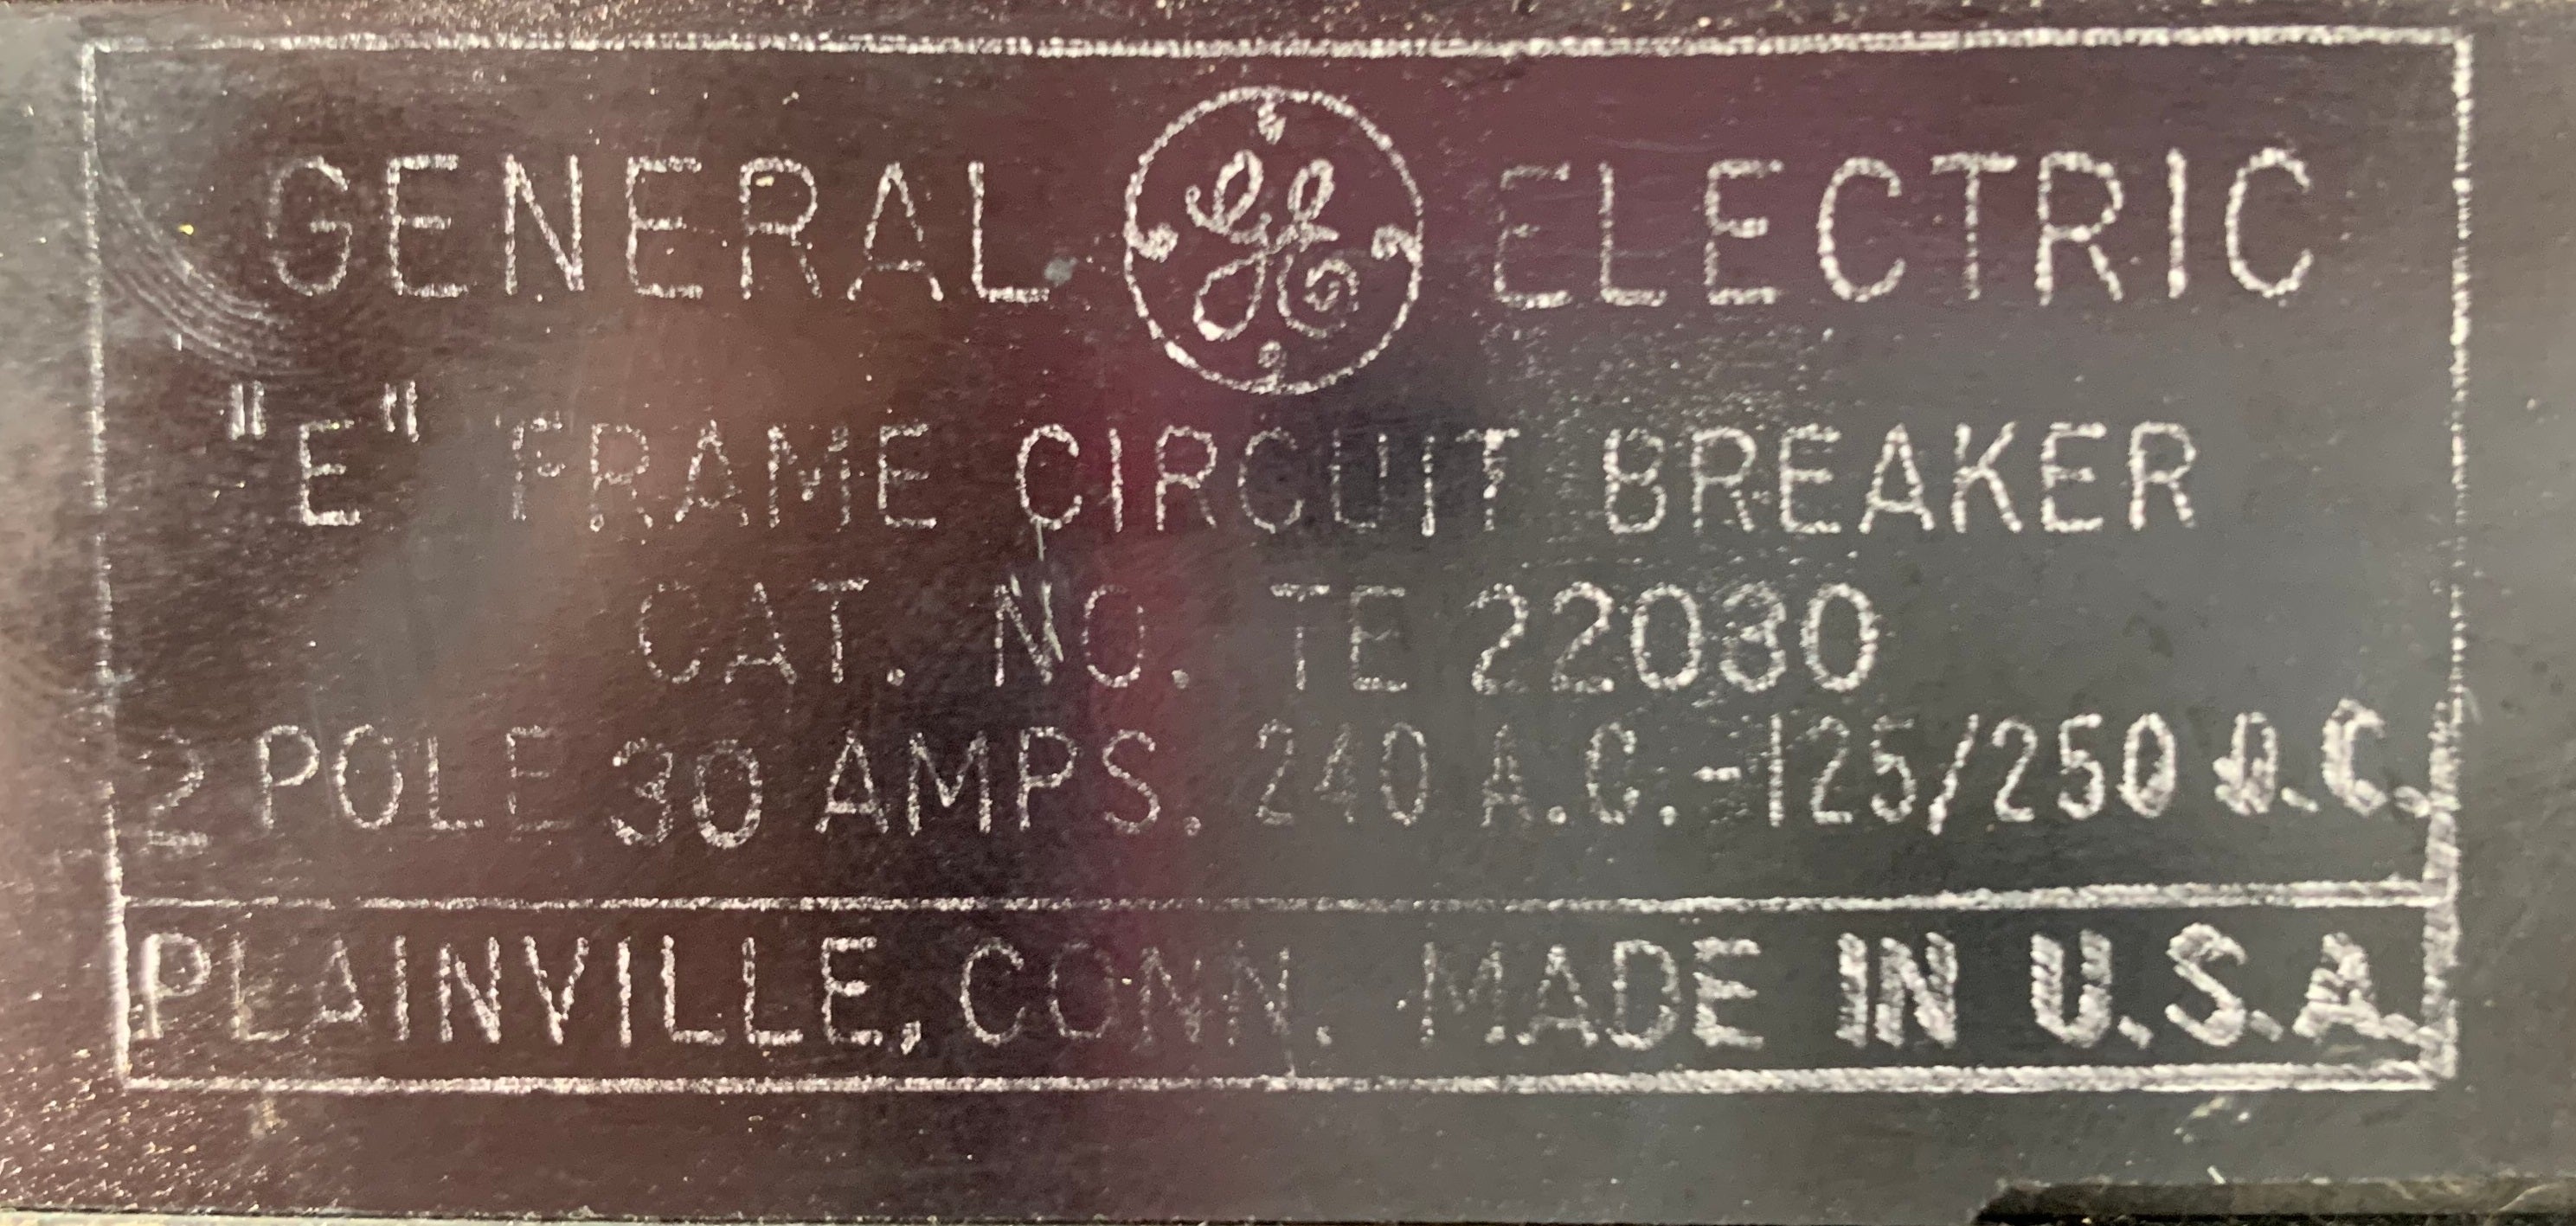 GENERAL GE ELECTRIC
"E" FRAME CIRCUIT BREAKER
CAT. NO. TE 22030
2 POLE 30 AMPS. 240 A.C.-125/250 D.C.
PLAINVILLE, CONN. MADE IN U.S.A.